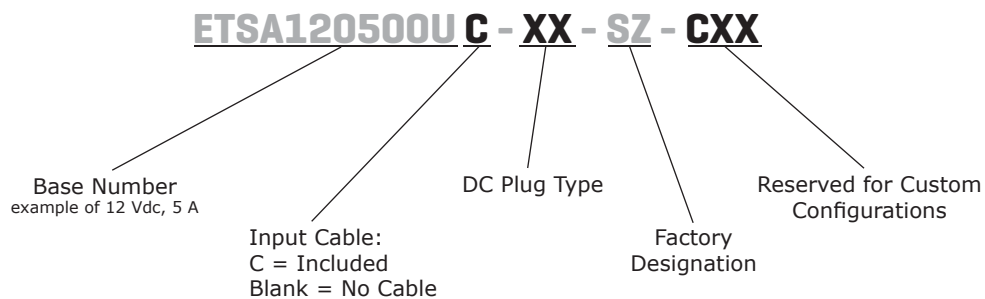 ETSA120500U C - XX - SZ - CXX
Base Number
example of 12 Vdc, 5 A
Input Cable:
C = Included
Blank = No Cable
DC Plug Type
Factory
Designation
Reserved for Custom
Configurations